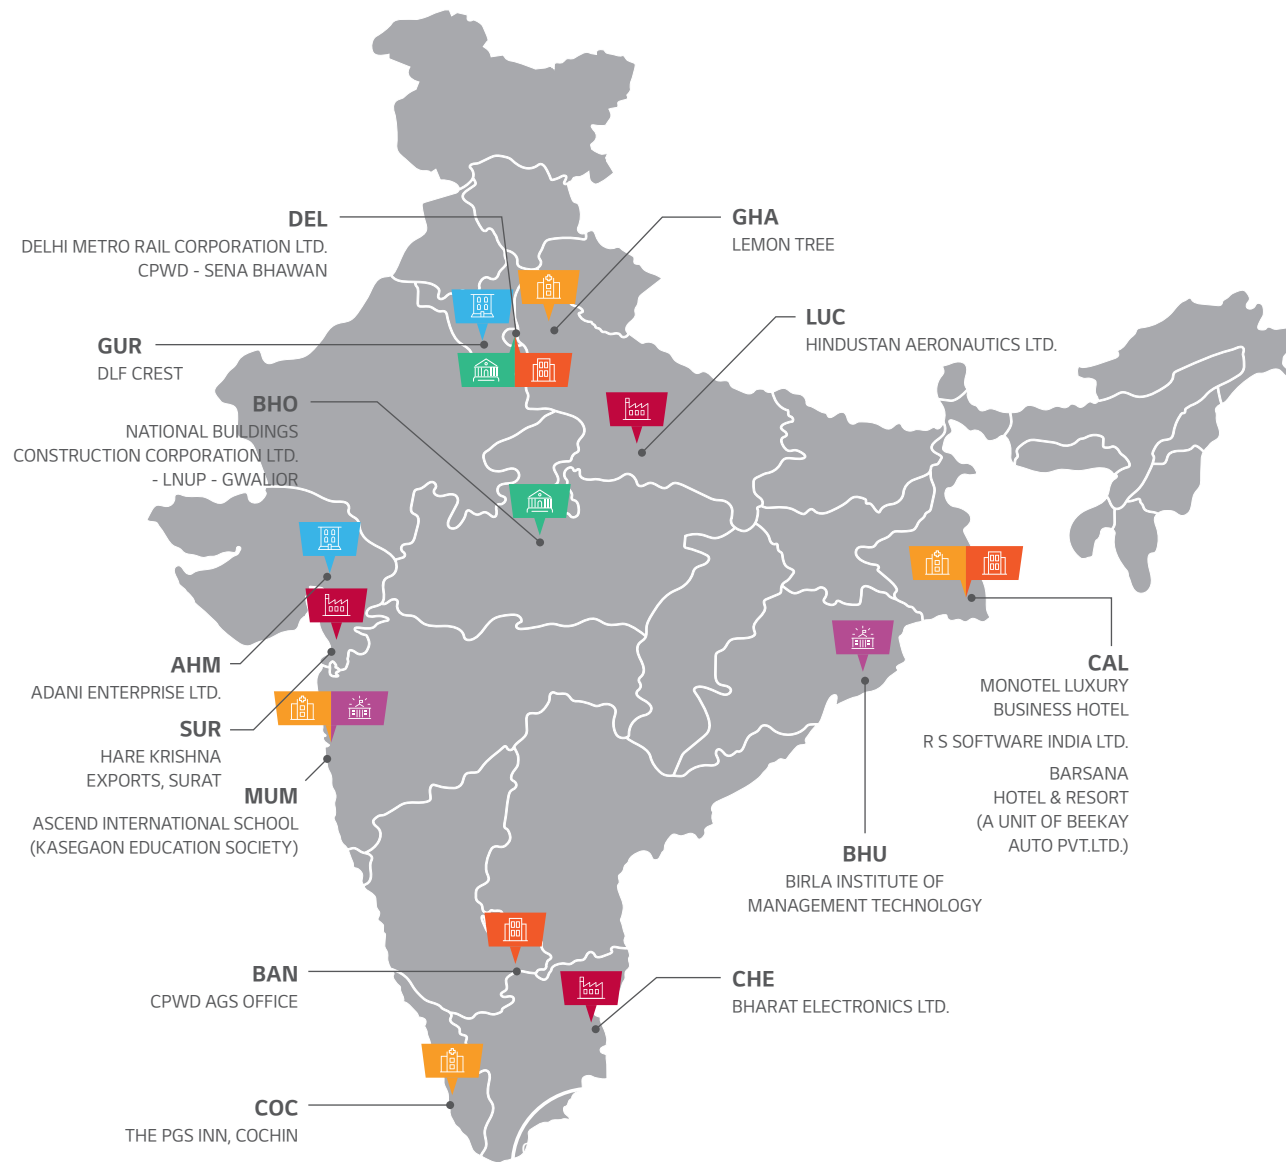 DEL
DELHI METRO RAIL CORPORATION LTD.
CPWD - SENA BHAWAN
GHA
LEMON TREE
LUC
HINDUSTAN AERONAUTICS LTD.
GUR
DLF CREST
BHO
NATIONAL BUILDINGS
CONSTRUCTION CORPORATION LTD.
- LNUP - GWALIOR
AHM
ADANI ENTERPRISE LTD.
SUR
HARE KRISHNA
EXPORTS, SURAT
MUM
ASCEND INTERNATIONAL SCHOOL
(KASEGAON EDUCATION SOCIETY)
CAL
MONOTEL LUXURY
BUSINESS HOTEL
R S SOFTWARE INDIA LTD.
BARSANA
HOTEL & RESORT
(A UNIT OF BEEKAY
AUTO PVT.LTD.)
BHU
BIRLA INSTITUTE OF
MANAGEMENT TECHNOLOGY
BAN
CPWD AGS OFFICE
CHE
BHARAT ELECTRONICS LTD.
COC
THE PGS INN, COCHIN